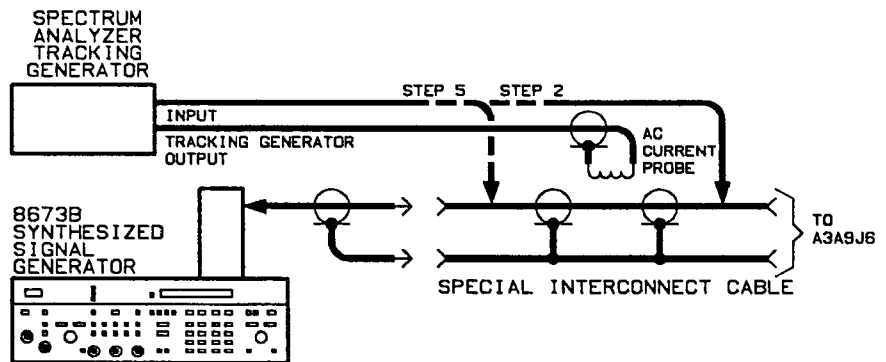 SPECTRUM
ANALYZER
TRACKING
GENERATOR
STEP 5
STEP 2
INPUT
TRACKING GENERATOR
OUTPUT
AC
CURRENT
PROBE
8673B
SYNTHESIZED
SIGNAL
GENERATOR
TO
A3A9J6
SPECIAL INTERCONNECT CABLE